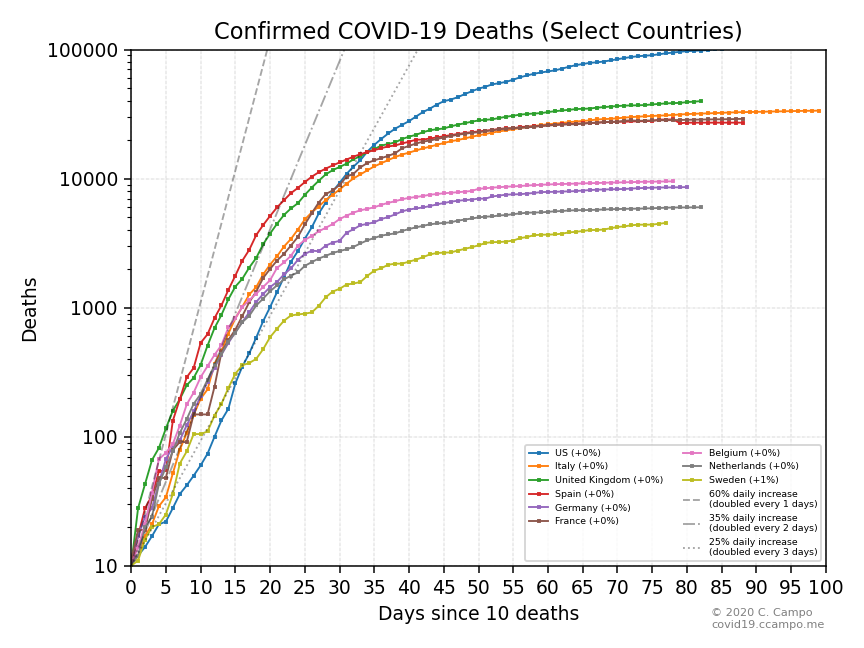 Confirmed COVID-19 Deaths (Select Countries)
100000
10000
1000
100
10
Deaths
0 5 10 15 20 25 30 35 40 45 50 55 60 65 70 75 80 85 90 95 100
Days since 10 deaths
US (+0%)
Italy (+0%)
United Kingdom (+0%)
Spain (+0%)
Germany (+0%)
France (+0%)
Belgium (+0%)
Netherlands (+0%)
Sweden (+1%)
60% daily increase
(doubled every 1 days)
35% daily increase
(doubled every 2 days)
25% daily increase
(doubled every 3 days)
© 2020 C. Campo
covid19.ccampo.me